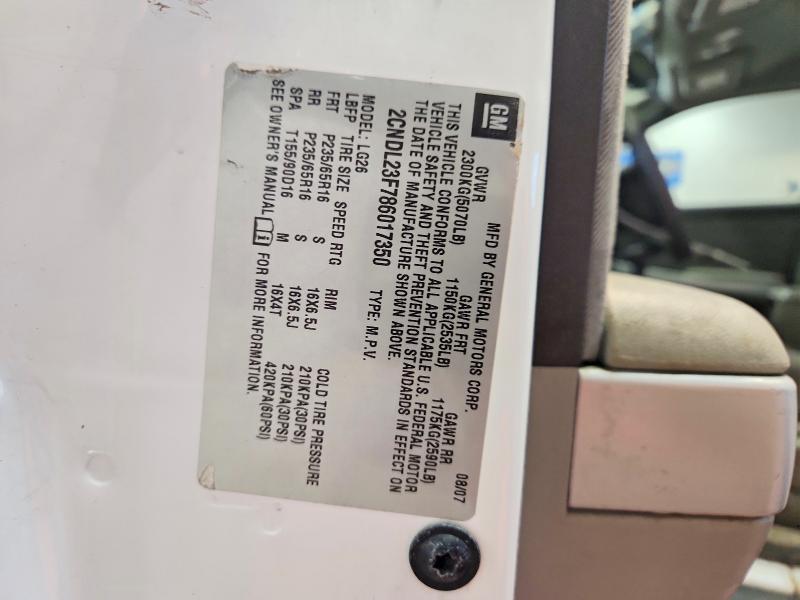 GM
MFD BY GENERAL MOTORS CORP. 08/07
GVWR GAWR FRT GAWR RR
2300KG(5070LB) 1150KG(2535LB) 1175KG(2590LB)
THIS VEHICLE CONFORMS TO ALL APPLICABLE U.S. FEDERAL MOTOR
VEHICLE SAFETY AND THEFT PREVENTION STANDARDS IN EFFECT ON
THE DATE OF MANUFACTURE SHOWN ABOVE.
2CNDL23F786017350 TYPE: M.P.V.
MODEL: LG26
LBFP TIRE SIZE SPEED RTG RIM COLD TIRE PRESSURE
FRT P235/65R16 S 16X6.5J 210KPA(30PSI)
RR P235/65R16 S 16X6.5J 210KPA(30PSI)
SPA T155/90D16 M 16X4T 420KPA(60PSI)
SEE OWNER'S MANUAL i FOR MORE INFORMATION.